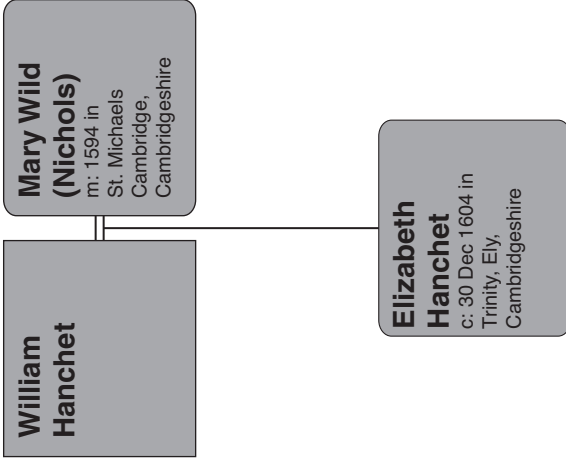 William
Hanchet
Mary Wild
(Nichols)
m: 1594 in
St. Michaels
Cambridge,
Cambridgeshire
Elizabeth
Hanchet
c: 30 Dec 1604 in
Trinity, Ely,
Cambridgeshire